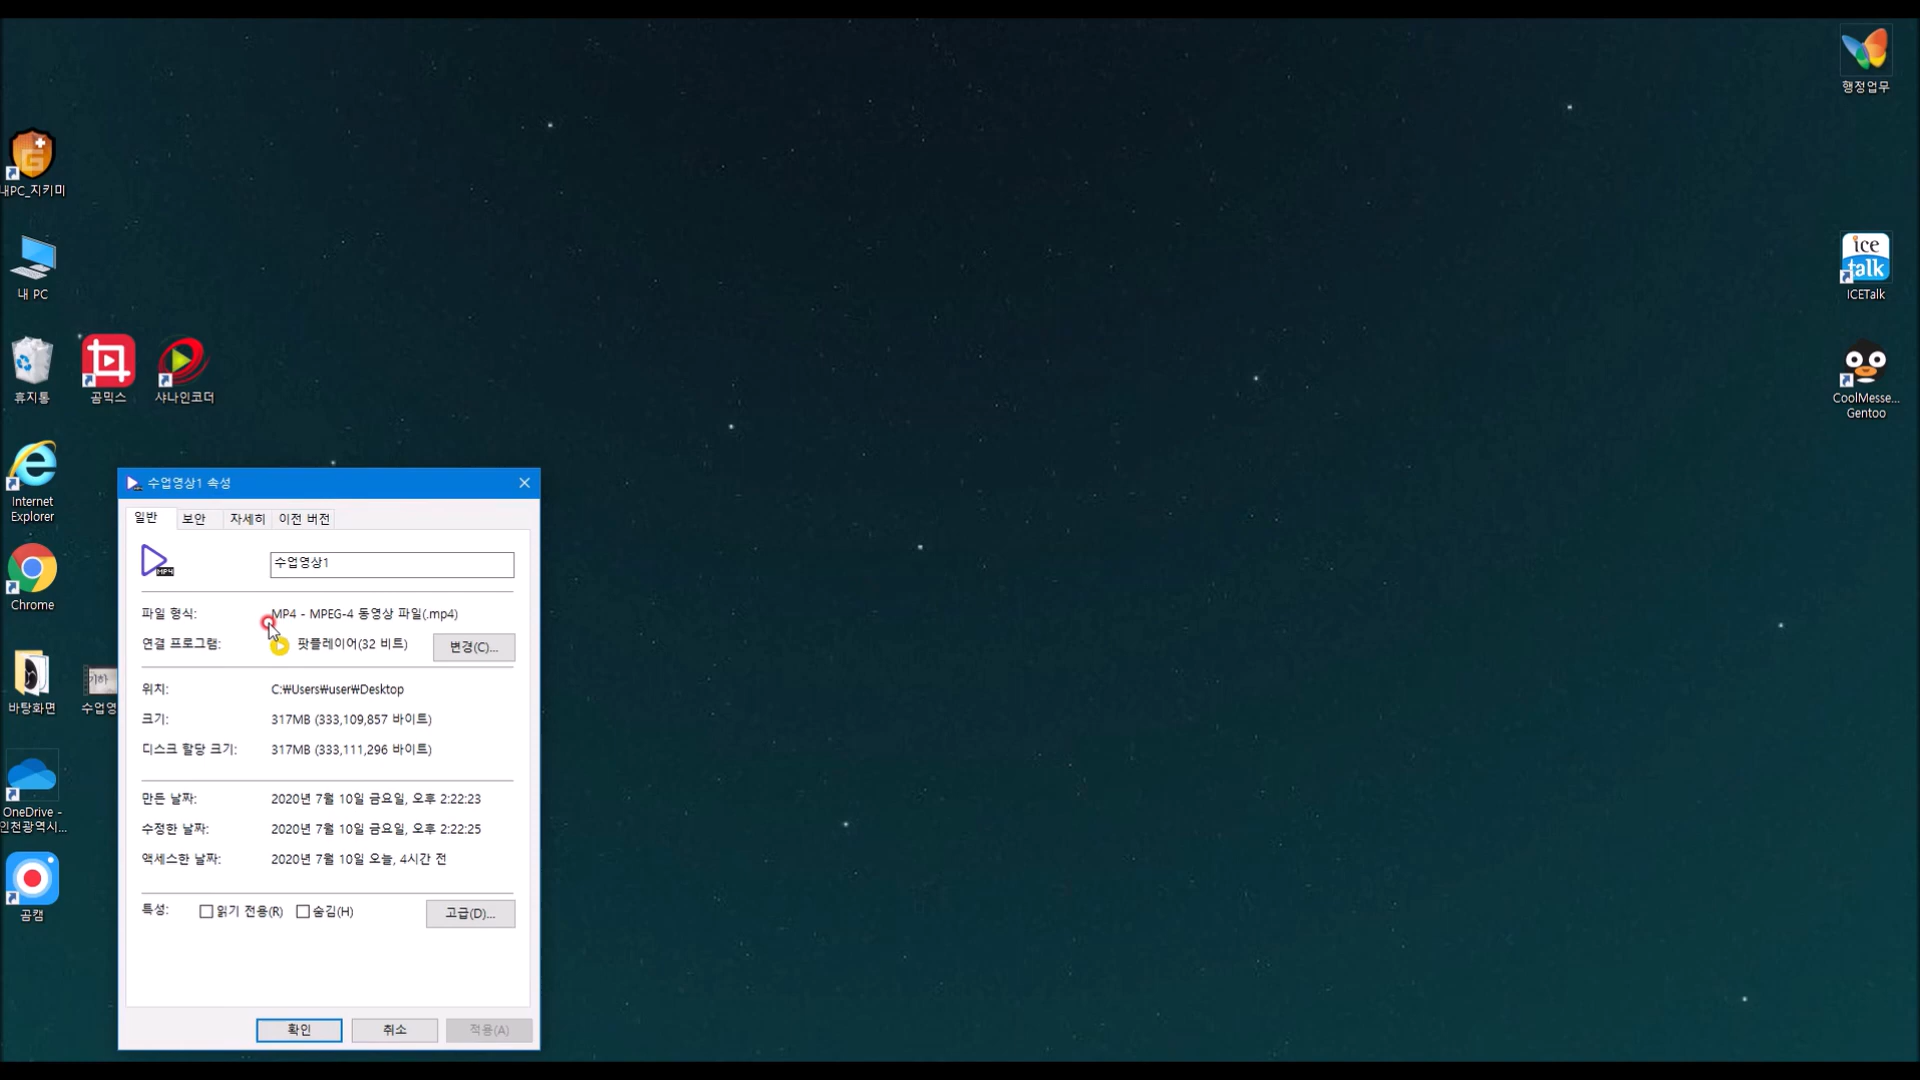 행정업무
내PC_지키미
내 PC
ice
talk
ICETalk
휴지통
곰믹스
샤나인코더
CoolMesse...
Gentoo
Internet
Explorer
Chrome
바탕화면
기하
수업영
OneDrive -
인천광역시...
곰캠
수업영상1 속성
일반 보안 자세히 이전 버전
MP4
수업영상1
파일 형식: MP4 - MPEG-4 동영상 파일(.mp4)
연결 프로그램: 팟플레이어(32 비트) 변경(C)...
위치: C:₩Users₩user₩Desktop
크기: 317MB (333,109,857 바이트)
디스크 할당 크기: 317MB (333,111,296 바이트)
만든 날짜: 2020년 7월 10일 금요일, 오후 2:22:23
수정한 날짜: 2020년 7월 10일 금요일, 오후 2:22:25
액세스한 날짜: 2020년 7월 10일 오늘, 4시간 전
특성: 읽기 전용(R) 숨김(H) 고급(D)...
확인 취소 적용(A)